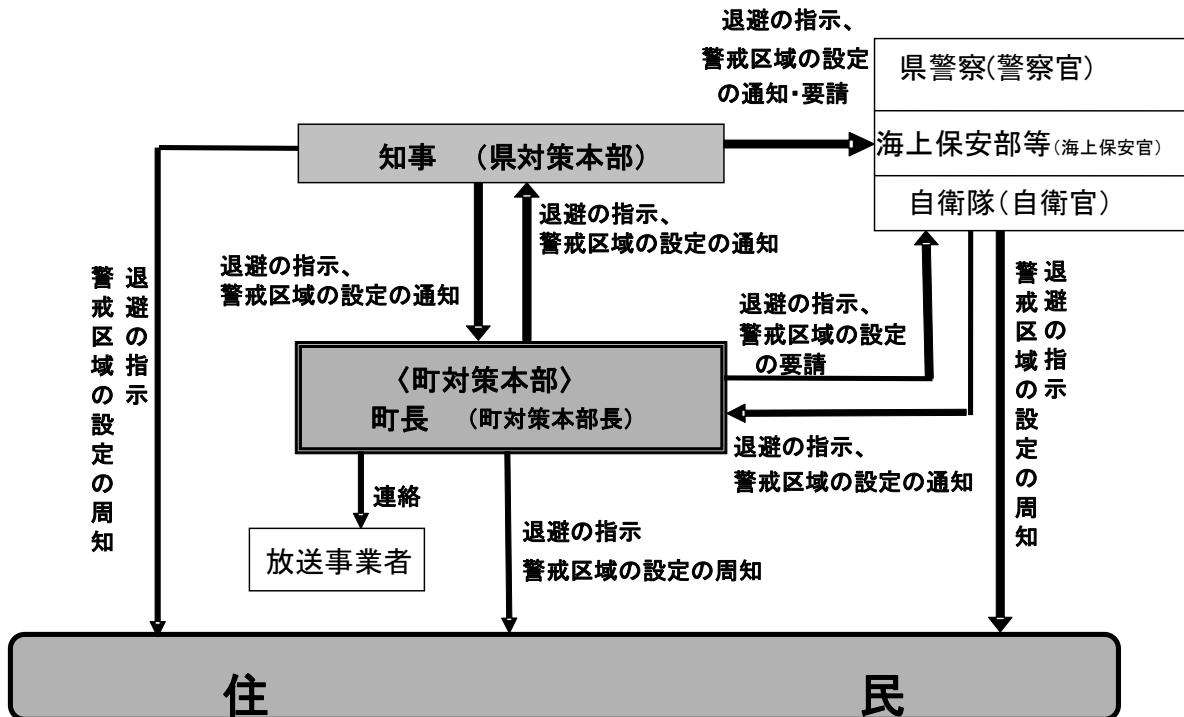 退避の指示、
警戒区域の設定
の通知・要請
県警察(警察官)
海上保安部等(海上保安官)
自衛隊(自衛官)
知事 (県対策本部)
退避の指示、
警戒区域の設定の通知
退避の指示、
警戒区域の設定の通知
退避の指示
警戒区域の設定の周知
退避の指示、
警戒区域の設定
の要請
退避の指示
警戒区域の設定の周知
〈町対策本部〉
町長 (町対策本部長)
退避の指示、
警戒区域の設定の通知
連絡
放送事業者
退避の指示
警戒区域の設定の周知
住 民